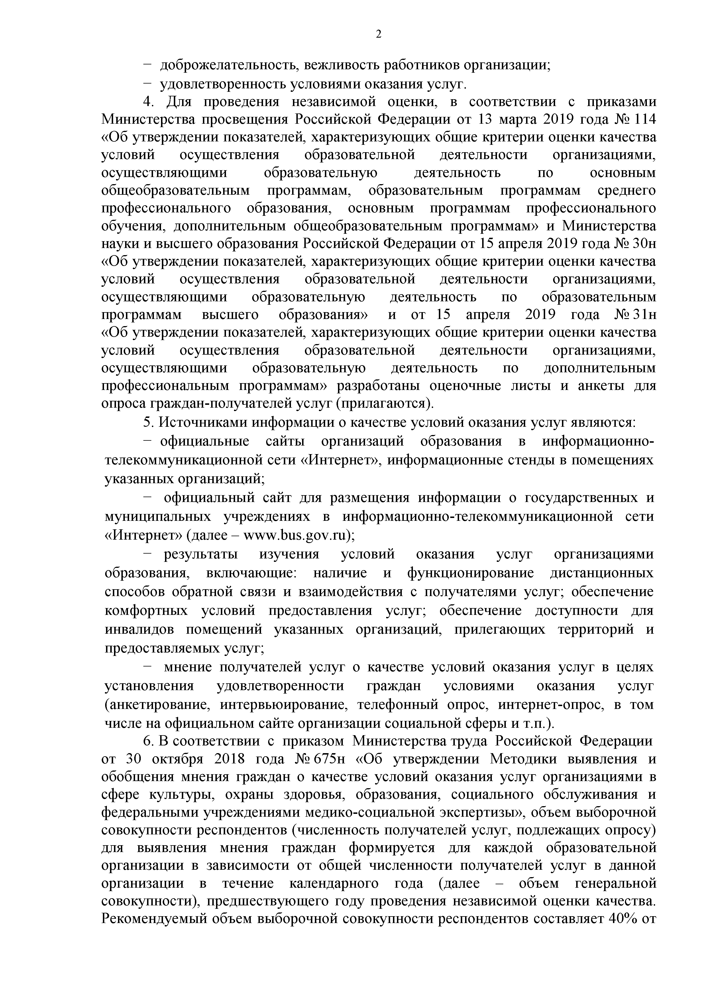 2
− доброжелательность, вежливость работников организации;
− удовлетворенность условиями оказания услуг.
4. Для проведения независимой оценки, в соответствии с приказами
Министерства просвещения Российской Федерации от 13 марта 2019 года № 114
«Об утверждении показателей, характеризующих общие критерии оценки качества
условий осуществления образовательной деятельности организациями,
осуществляющими образовательную деятельность по основным
общеобразовательным программам, образовательным программам среднего
профессионального образования, основным программам профессионального
обучения, дополнительным общеобразовательным программам» и Министерства
науки и высшего образования Российской Федерации от 15 апреля 2019 года № 30н
«Об утверждении показателей, характеризующих общие критерии оценки качества
условий осуществления образовательной деятельности организациями,
осуществляющими образовательную деятельность по образовательным
программам высшего образования» и от 15 апреля 2019 года № 31н
«Об утверждении показателей, характеризующих общие критерии оценки качества
условий осуществления образовательной деятельности организациями,
осуществляющими образовательную деятельность по дополнительным
профессиональным программам» разработаны оценочные листы и анкеты для
опроса граждан-получателей услуг (прилагаются).
5. Источниками информации о качестве условий оказания услуг являются:
− официальные сайты организаций образования в информационно-
телекоммуникационной сети «Интернет», информационные стенды в помещениях
указанных организаций;
− официальный сайт для размещения информации о государственных и
муниципальных учреждениях в информационно-телекоммуникационной сети
«Интернет» (далее – www.bus.gov.ru);
− результаты изучения условий оказания услуг организациями
образования, включающие: наличие и функционирование дистанционных
способов обратной связи и взаимодействия с получателями услуг; обеспечение
комфортных условий предоставления услуг; обеспечение доступности для
инвалидов помещений указанных организаций, прилегающих территорий и
предоставляемых услуг;
− мнение получателей услуг о качестве условий оказания услуг в целях
установления удовлетворенности граждан условиями оказания услуг
(анкетирование, интервьюирование, телефонный опрос, интернет-опрос, в том
числе на официальном сайте организации социальной сферы и т.п.).
6. В соответствии с приказом Министерства труда Российской Федерации
от 30 октября 2018 года № 675н «Об утверждении Методики выявления и
обобщения мнения граждан о качестве условий оказания услуг организациями в
сфере культуры, охраны здоровья, образования, социального обслуживания и
федеральными учреждениями медико-социальной экспертизы», объем выборочной
совокупности респондентов (численность получателей услуг, подлежащих опросу)
для выявления мнения граждан формируется для каждой образовательной
организации в зависимости от общей численности получателей услуг в данной
организации в течение календарного года (далее – объем генеральной
совокупности), предшествующего году проведения независимой оценки качества.
Рекомендуемый объем выборочной совокупности респондентов составляет 40% от